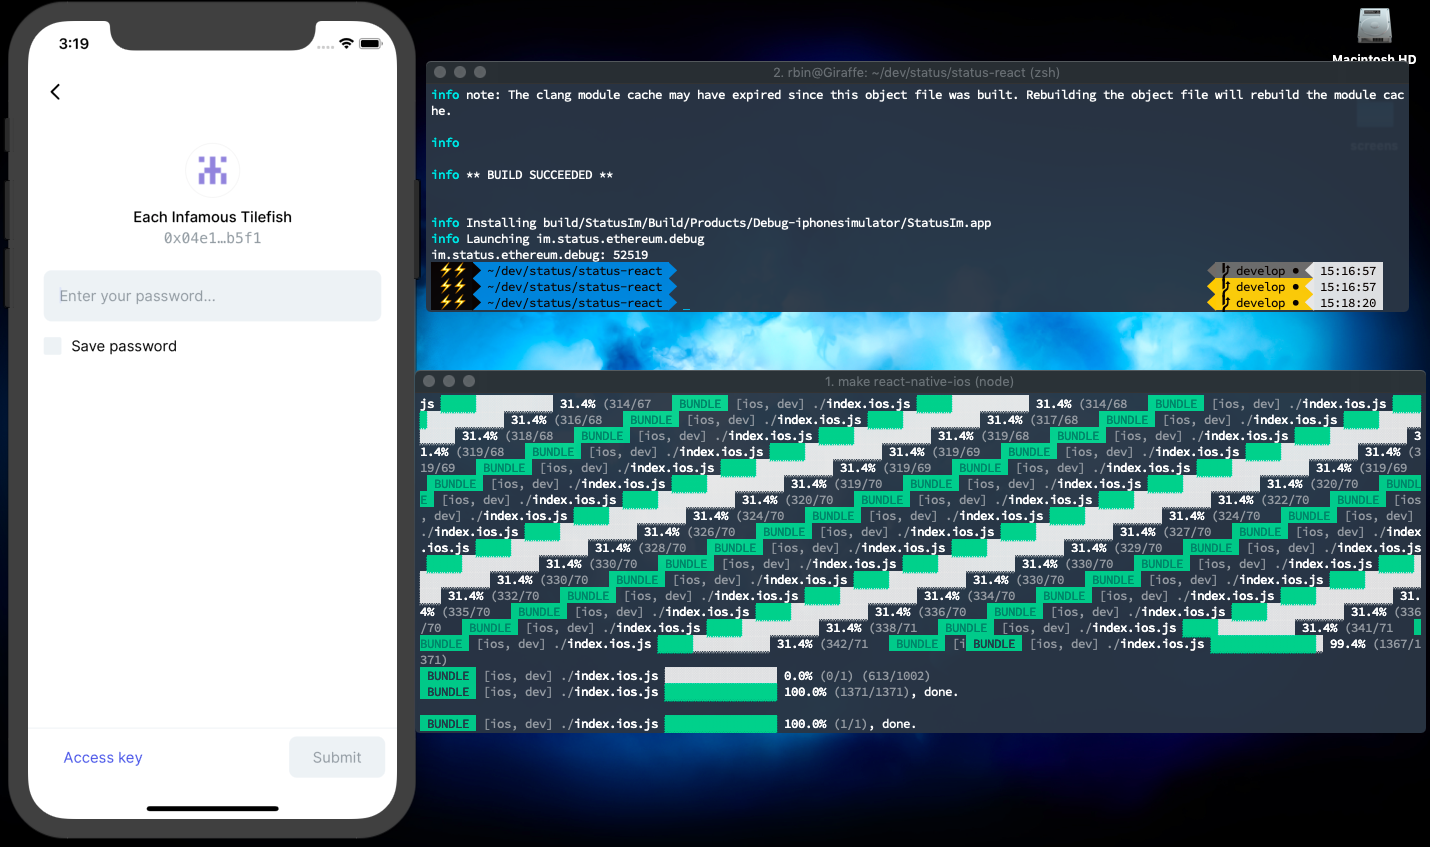 3:19
Each Infamous Tilefish
0x04e1…b5f1
Enter your password...
Save password
Access key
Submit
Macintosh HD
screens
2. rbin@Giraffe: ~/dev/status/status-react (zsh)
info note: The clang module cache may have expired since this object file was built. Rebuilding the object file will rebuild the module cac
he.
info
info ** BUILD SUCCEEDED **
info Installing build/StatusIm/Build/Products/Debug-iphonesimulator/StatusIm.app
info Launching im.status.ethereum.debug
im.status.ethereum.debug: 52519
⚡⚡ ~/dev/status/status-react develop ● 15:16:57
⚡⚡ ~/dev/status/status-react develop ● 15:16:57
⚡⚡ ~/dev/status/status-react develop ● 15:18:20
1. make react-native-ios (node)
js 31.4% (314/67 BUNDLE [ios, dev] ./index.ios.js 31.4% (314/68 BUNDLE [ios, dev] ./index.ios.js
31.4% (316/68 BUNDLE [ios, dev] ./index.ios.js 31.4% (317/68 BUNDLE [ios, dev] ./index.ios.js
31.4% (318/68 BUNDLE [ios, dev] ./index.ios.js 31.4% (319/68 BUNDLE [ios, dev] ./index.ios.js 3
1.4% (319/68 BUNDLE [ios, dev] ./index.ios.js 31.4% (319/69 BUNDLE [ios, dev] ./index.ios.js 31.4% (3
19/69 BUNDLE [ios, dev] ./index.ios.js 31.4% (319/69 BUNDLE [ios, dev] ./index.ios.js 31.4% (319/69
BUNDLE [ios, dev] ./index.ios.js 31.4% (319/70 BUNDLE [ios, dev] ./index.ios.js 31.4% (320/70 BUNDL
E [ios, dev] ./index.ios.js 31.4% (320/70 BUNDLE [ios, dev] ./index.ios.js 31.4% (322/70 BUNDLE [ios
, dev] ./index.ios.js 31.4% (324/70 BUNDLE [ios, dev] ./index.ios.js 31.4% (324/70 BUNDLE [ios, dev]
./index.ios.js 31.4% (326/70 BUNDLE [ios, dev] ./index.ios.js 31.4% (327/70 BUNDLE [ios, dev] ./index
.ios.js 31.4% (328/70 BUNDLE [ios, dev] ./index.ios.js 31.4% (329/70 BUNDLE [ios, dev] ./index.ios.js
31.4% (330/70 BUNDLE [ios, dev] ./index.ios.js 31.4% (330/70 BUNDLE [ios, dev] ./index.ios.js
31.4% (330/70 BUNDLE [ios, dev] ./index.ios.js 31.4% (330/70 BUNDLE [ios, dev] ./index.ios.js
31.4% (332/70 BUNDLE [ios, dev] ./index.ios.js 31.4% (334/70 BUNDLE [ios, dev] ./index.ios.js 31.
4% (335/70 BUNDLE [ios, dev] ./index.ios.js 31.4% (336/70 BUNDLE [ios, dev] ./index.ios.js 31.4% (336
/70 BUNDLE [ios, dev] ./index.ios.js 31.4% (338/71 BUNDLE [ios, dev] ./index.ios.js 31.4% (341/71
BUNDLE [ios, dev] ./index.ios.js 31.4% (342/71 BUNDLE [i BUNDLE [ios, dev] ./index.ios.js 99.4% (1367/1
371)
BUNDLE [ios, dev] ./index.ios.js 0.0% (0/1) (613/1002)
BUNDLE [ios, dev] ./index.ios.js 100.0% (1371/1371), done.
BUNDLE [ios, dev] ./index.ios.js 100.0% (1/1), done.